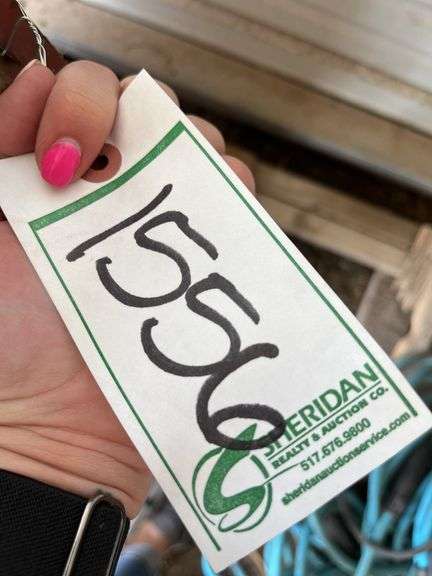 1556
SHERIDAN
REALTY & AUCTION CO.
517.676.9800
sheridanauctionservice.com